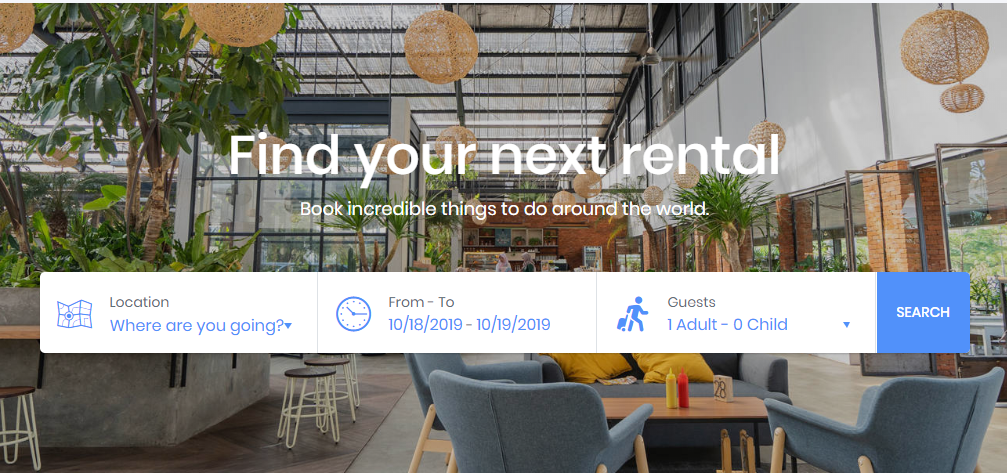 Find your next rental
Book incredible things to do around the world.
Location
Where are you going?
From - To
10/18/2019 - 10/19/2019
Guests
1 Adult - 0 Child
SEARCH
28